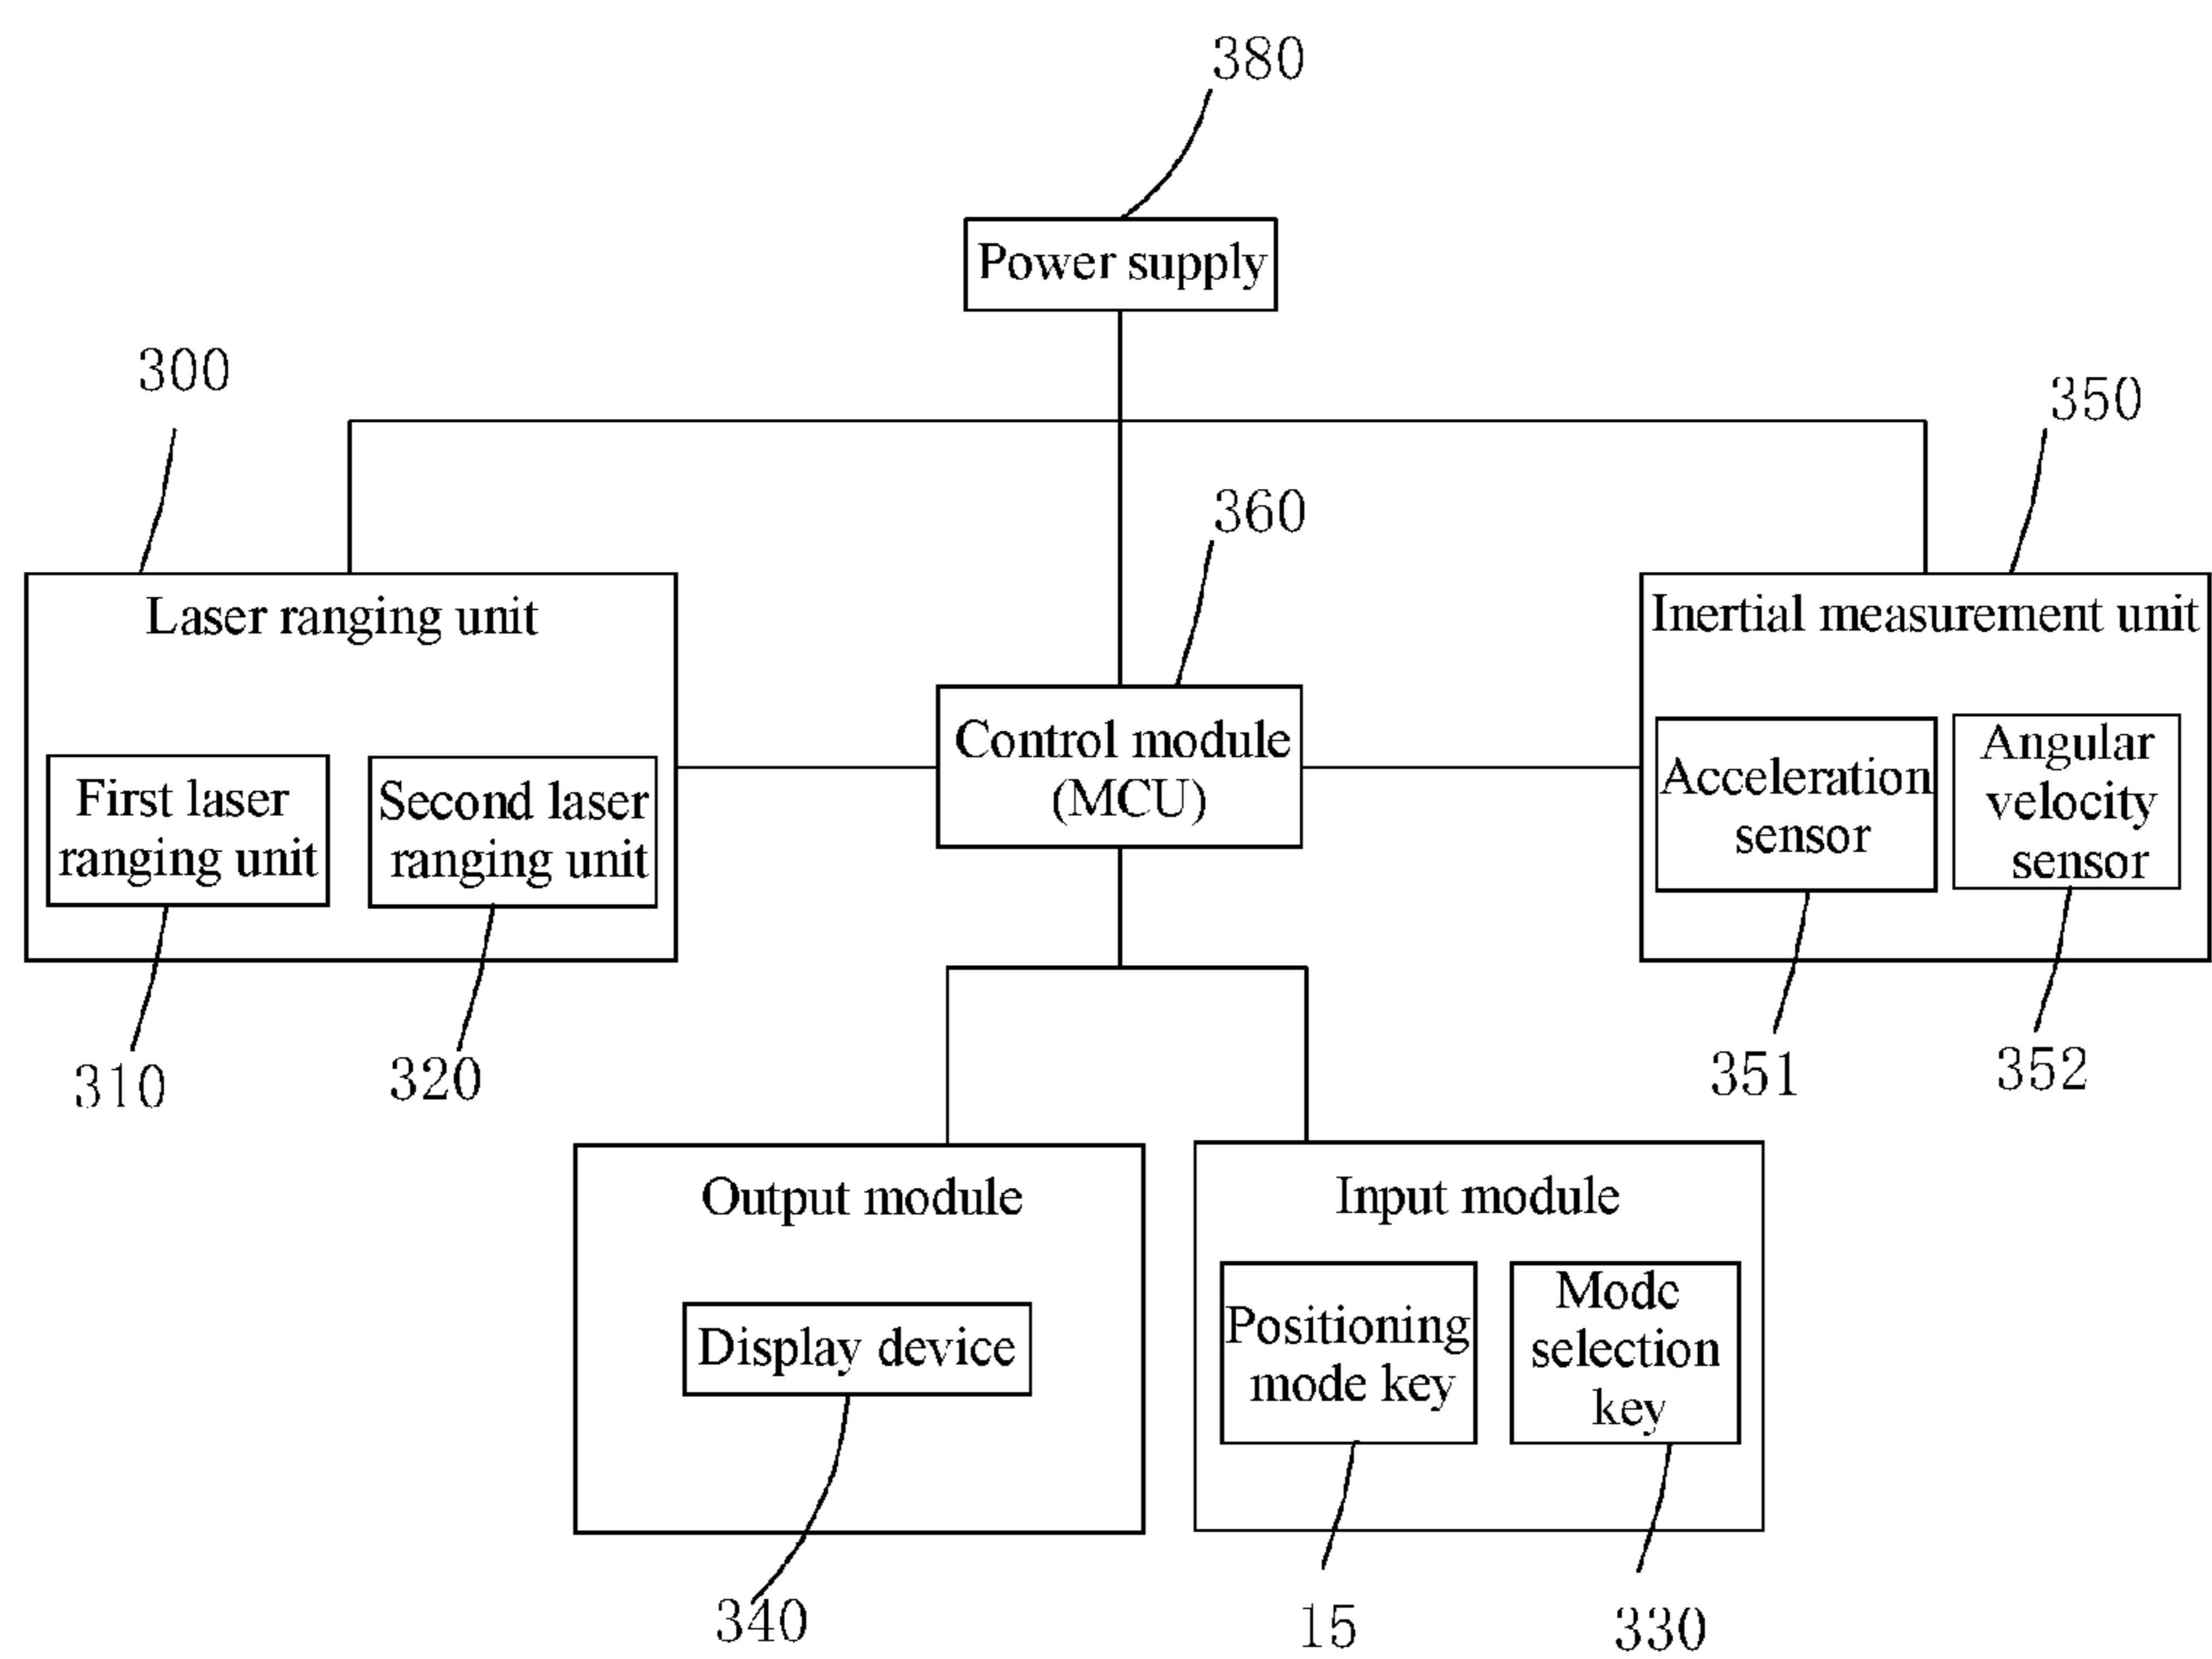 380
Power supply
300
350
360
Laser ranging unit
Inertial measurement unit
Control module
(MCU)
First laser
ranging unit
Second laser
ranging unit
Acceleration
sensor
Angular
velocity
sensor
310
320
351
352
Output module
Input module
Display device
Positioning
mode key
Mode
selection
key
340
15
330